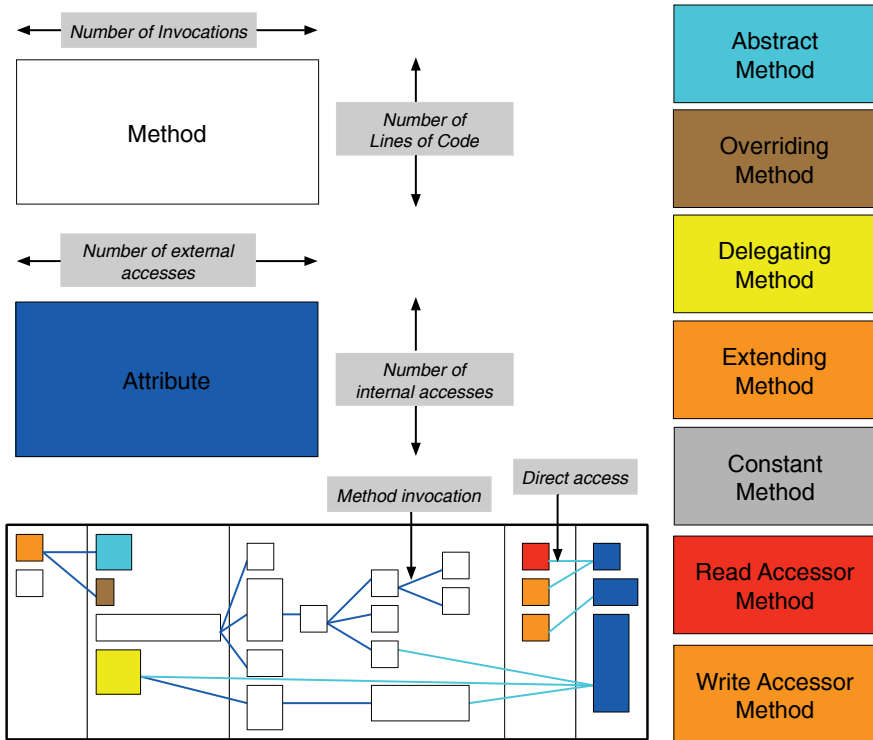 Number of Invocations
Method
Number of
Lines of Code
Number of external
accesses
Attribute
Number of
internal accesses
Method invocation
Direct access
Abstract
Method
Overriding
Method
Delegating
Method
Extending
Method
Constant
Method
Read Accessor
Method
Write Accessor
Method